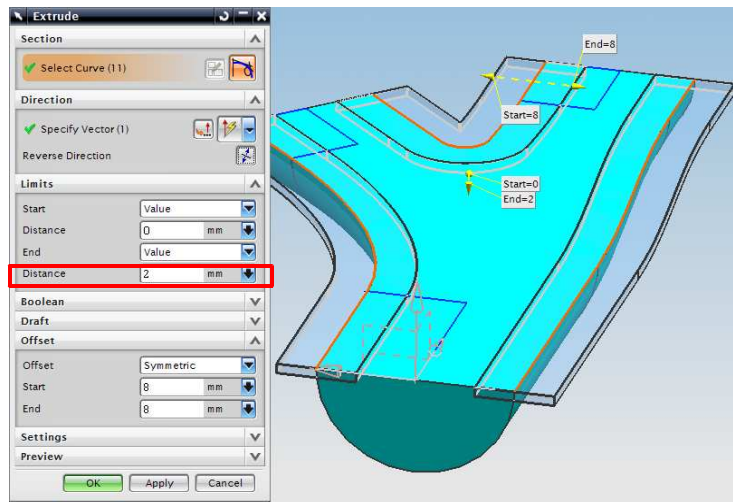 Extrude
Section
Select Curve (11)
Direction
Specify Vector (1)
Reverse Direction
Limits
Start Value
Distance 0 mm
End Value
Distance 2 mm
Boolean
Draft
Offset
Offset Symmetric
Start 8 mm
End 8 mm
Settings
Preview
OK Apply Cancel
End=8
Start=8
Start=0
End=2